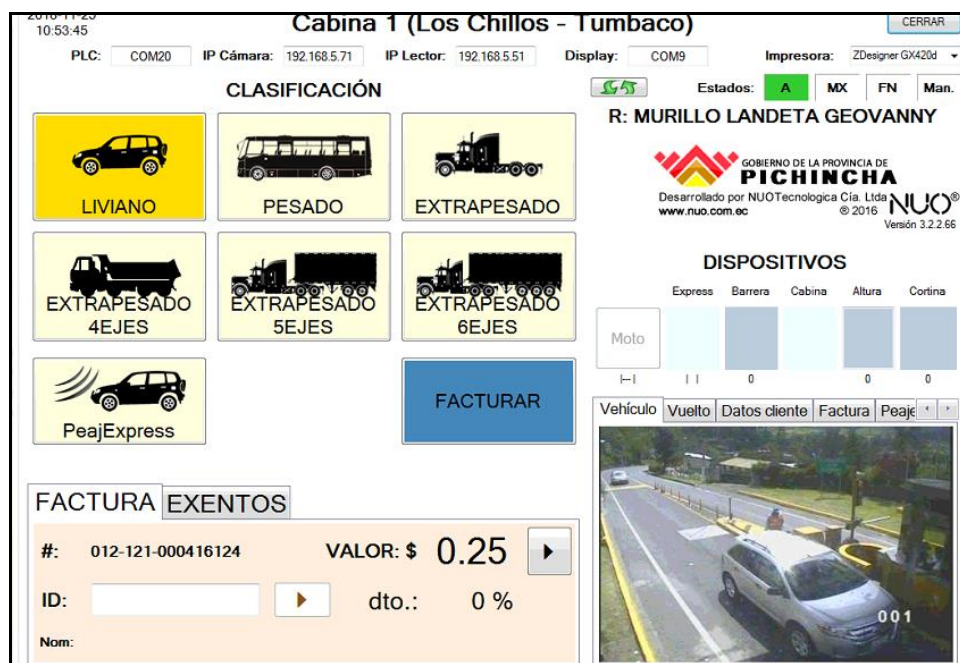 Cabina 1 (Los Chillos - Tumbaco)
CERRAR
10:53:45
PLC: COM20 IP Cámara: 192.168.5.71 IP Lector: 192.168.5.51 Display: COM9 Impresora: ZDesigner GX420d
CLASIFICACIÓN
Estados: A MX FN Man.
R: MURILLO LANDETA GEOVANNY
LIVIANO
PESADO
EXTRAPESADO
GOBIERNO DE LA PROVINCIA DE
PICHINCHA
Desarrollado por NUOTecnologica Cía. Ltda
www.nuo.com.ec ® 2016
NUO®
Versión 3.2.2.66
EXTRAPESADO
4EJES
EXTRAPESADO
5EJES
EXTRAPESADO
6EJES
DISPOSITIVOS
Express Barrera Cabina Altura Cortina
Moto
|--| | | 0 0 0
PeajExpress
FACTURAR
Vehículo Vuelto Datos cliente Factura Peaje
FACTURA EXENTOS
#: 012-121-000416124 VALOR: $ 0.25
ID: dto.: 0 %
Nom:
001